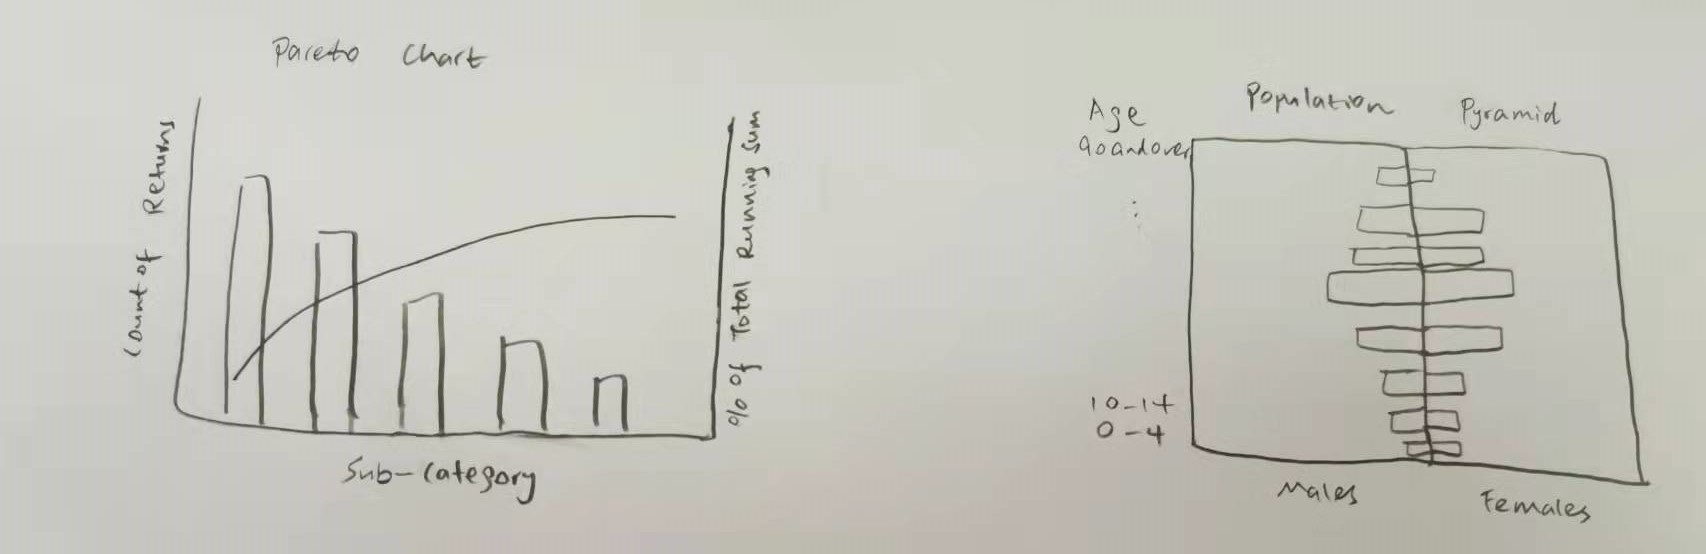 Pareto Chart
Count of Returns
% of Total Running Sum
Sub-Category
Population Pyramid
Age
90 and over
10-14
0-4
Males
Females